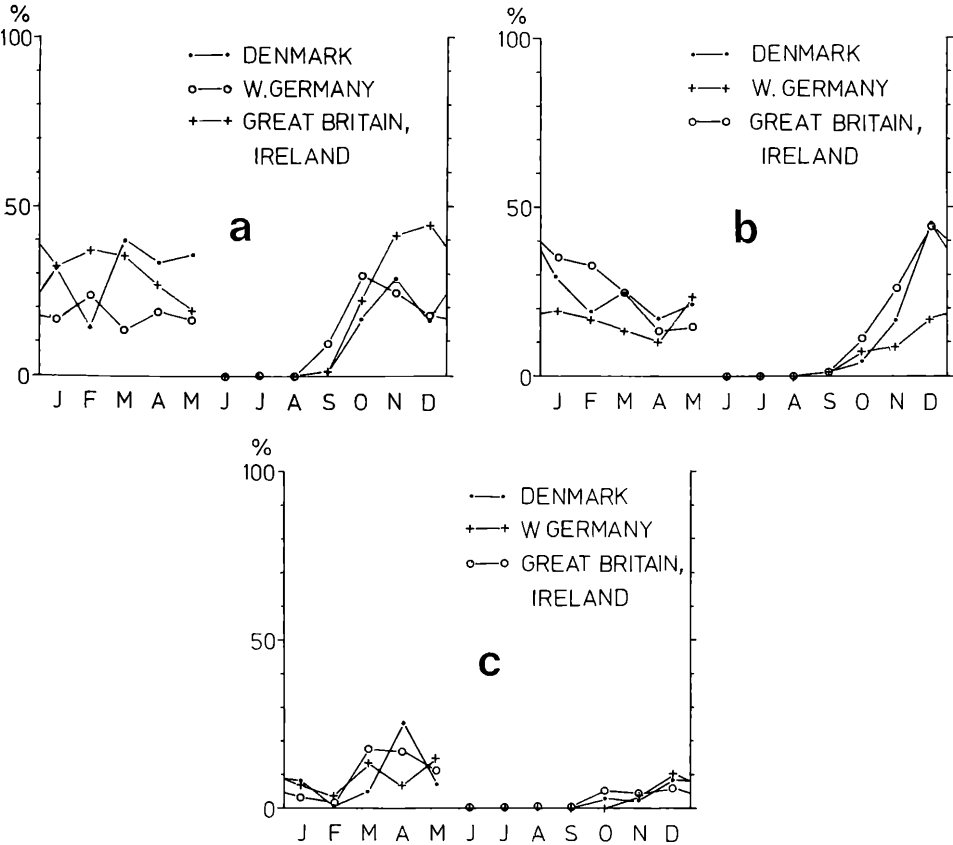 %
100
DENMARK
W. GERMANY
GREAT BRITAIN,
IRELAND
50
a
0
J F M A M J J A S O N D
%
100
DENMARK
W. GERMANY
GREAT BRITAIN,
IRELAND
50
b
0
J F M A M J J A S O N D
%
100
DENMARK
W GERMANY
GREAT BRITAIN,
IRELAND
50
c
0
J F M A M J J A S O N D